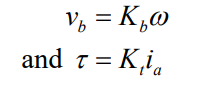 v_b = K_b ω
and τ = K_t i_a